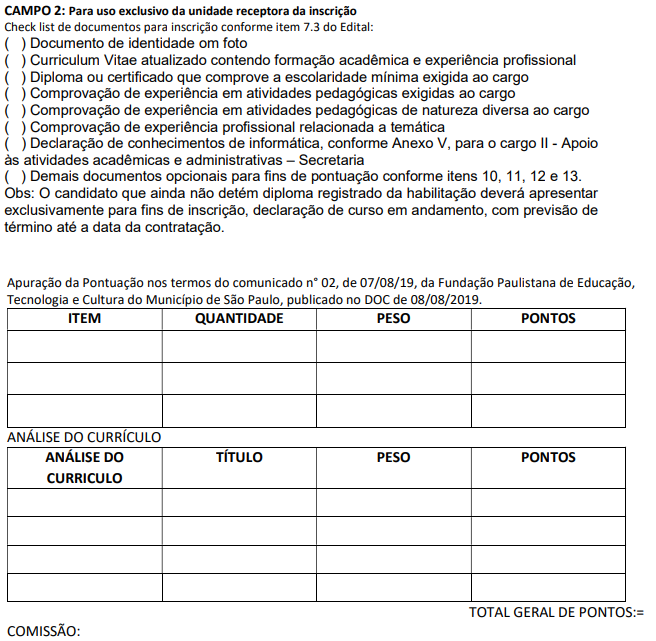 CAMPO 2: Para uso exclusivo da unidade receptora da inscrição
Check list de documentos para inscrição conforme item 7.3 do Edital:
( ) Documento de identidade om foto
( ) Curriculum Vitae atualizado contendo formação acadêmica e experiência profissional
( ) Diploma ou certificado que comprove a escolaridade mínima exigida ao cargo
( ) Comprovação de experiência em atividades pedagógicas exigidas ao cargo
( ) Comprovação de experiência em atividades pedagógicas de natureza diversa ao cargo
( ) Comprovação de experiência profissional relacionada a temática
( ) Declaração de conhecimentos de informática, conforme Anexo V, para o cargo II - Apoio
às atividades acadêmicas e administrativas – Secretaria
( ) Demais documentos opcionais para fins de pontuação conforme itens 10, 11, 12 e 13.
Obs: O candidato que ainda não detém diploma registrado da habilitação deverá apresentar
exclusivamente para fins de inscrição, declaração de curso em andamento, com previsão de
término até a data da contratação.
Apuração da Pontuação nos termos do comunicado n° 02, de 07/08/19, da Fundação Paulistana de Educação,
Tecnologia e Cultura do Município de São Paulo, publicado no DOC de 08/08/2019.
ITEM QUANTIDADE PESO PONTOS
ANÁLISE DO CURRÍCULO
ANÁLISE DO TÍTULO PESO PONTOS
CURRICULO
TOTAL GERAL DE PONTOS:=
COMISSÃO: